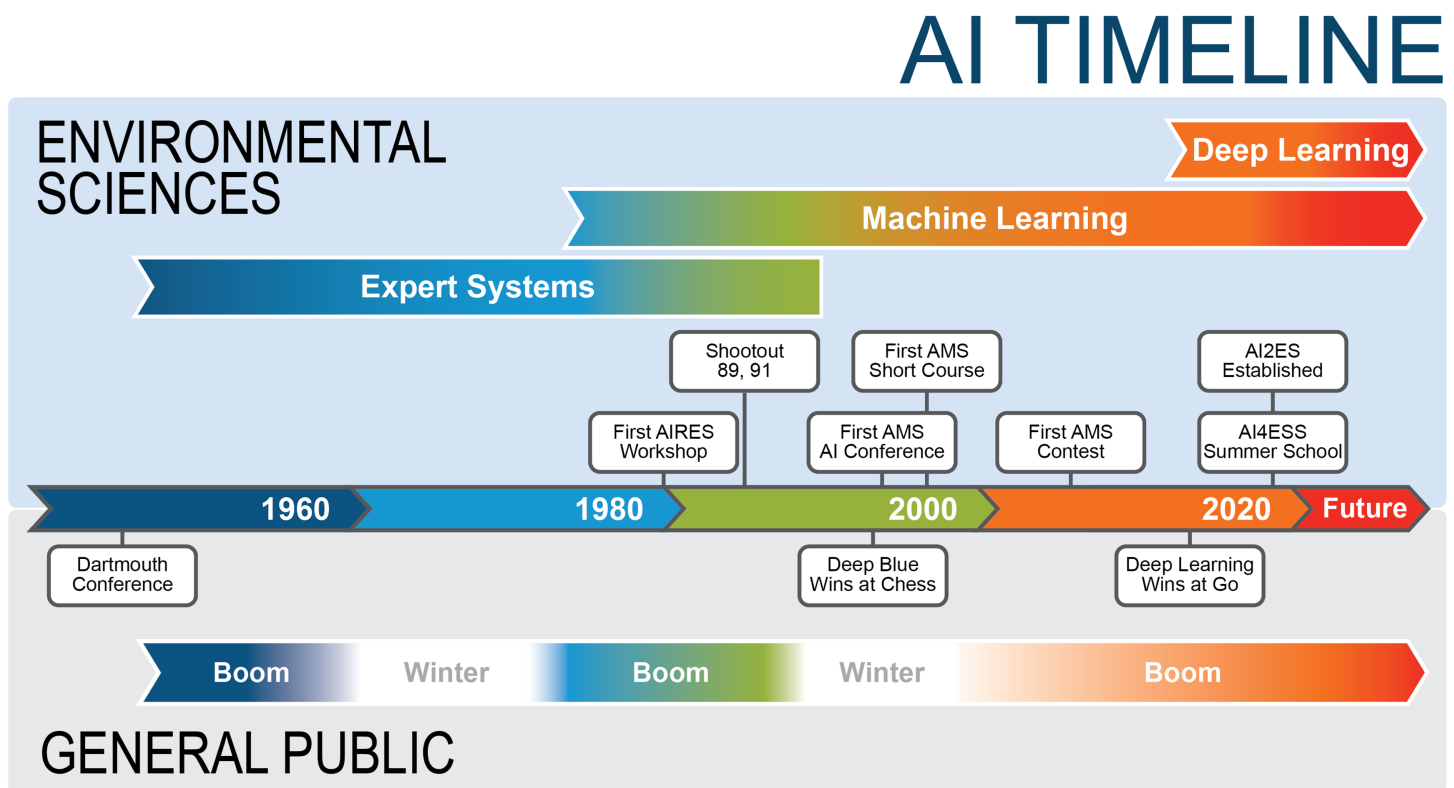 AI TIMELINE
ENVIRONMENTAL
SCIENCES
Deep Learning
Machine Learning
Expert Systems
Shootout
89, 91
First AMS
Short Course
AI2ES
Established
First AIRES
Workshop
First AMS
AI Conference
First AMS
Contest
AI4ESS
Summer School
1960
1980
2000
2020
Future
Dartmouth
Conference
Deep Blue
Wins at Chess
Deep Learning
Wins at Go
Boom
Winter
Boom
Winter
Boom
GENERAL PUBLIC